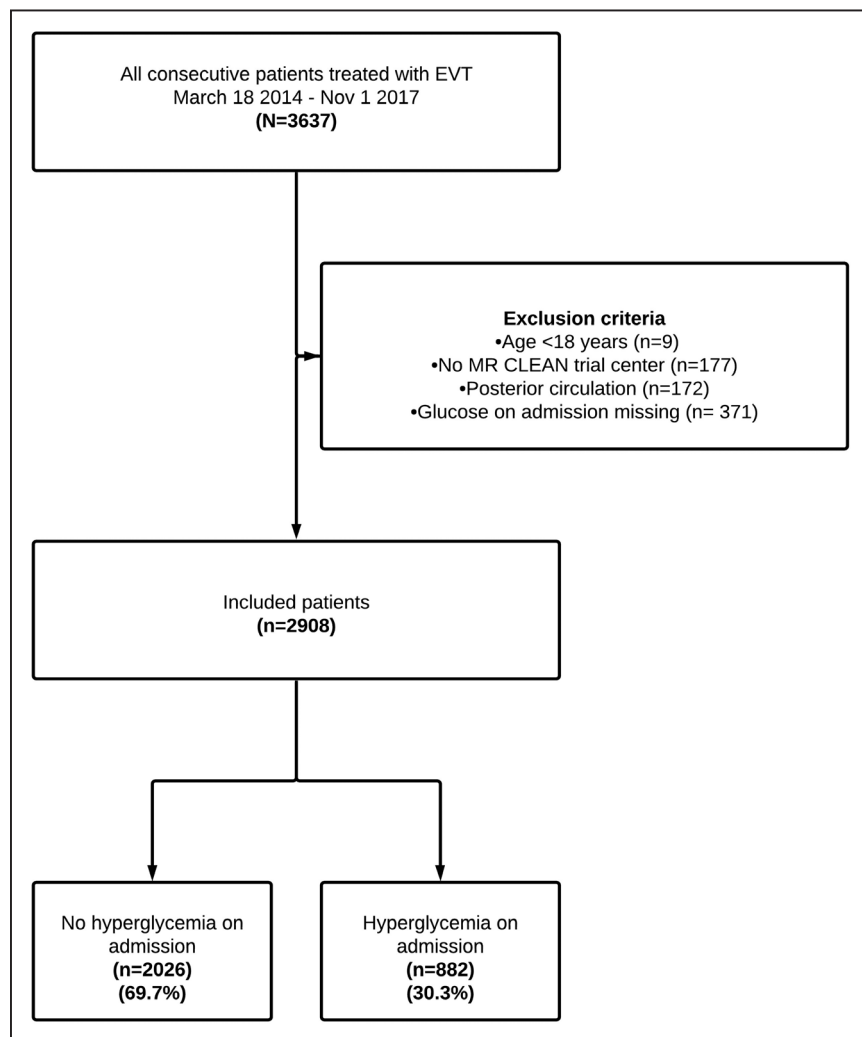 All consecutive patients treated with EVT
March 18 2014 - Nov 1 2017
(N=3637)
Exclusion criteria
•Age <18 years (n=9)
•No MR CLEAN trial center (n=177)
•Posterior circulation (n=172)
•Glucose on admission missing (n= 371)
Included patients
(n=2908)
No hyperglycemia on
admission
(n=2026)
(69.7%)
Hyperglycemia on
admission
(n=882)
(30.3%)